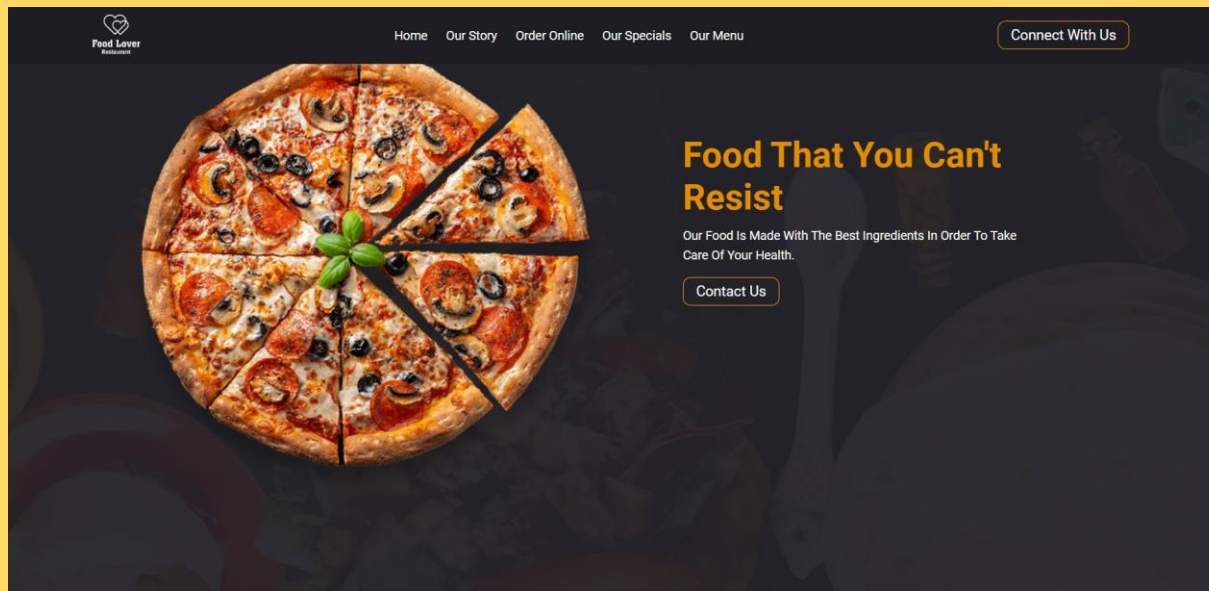 Food Lover
Restaurant
Home Our Story Order Online Our Specials Our Menu
Connect With Us
Food That You Can't
Resist
Our Food Is Made With The Best Ingredients In Order To Take
Care Of Your Health.
Contact Us